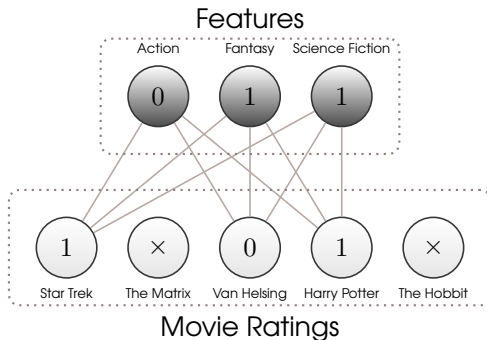 Features
Action Fantasy Science Fiction
0 1 1
1 × 0 1 ×
Star Trek The Matrix Van Helsing Harry Potter The Hobbit
Movie Ratings